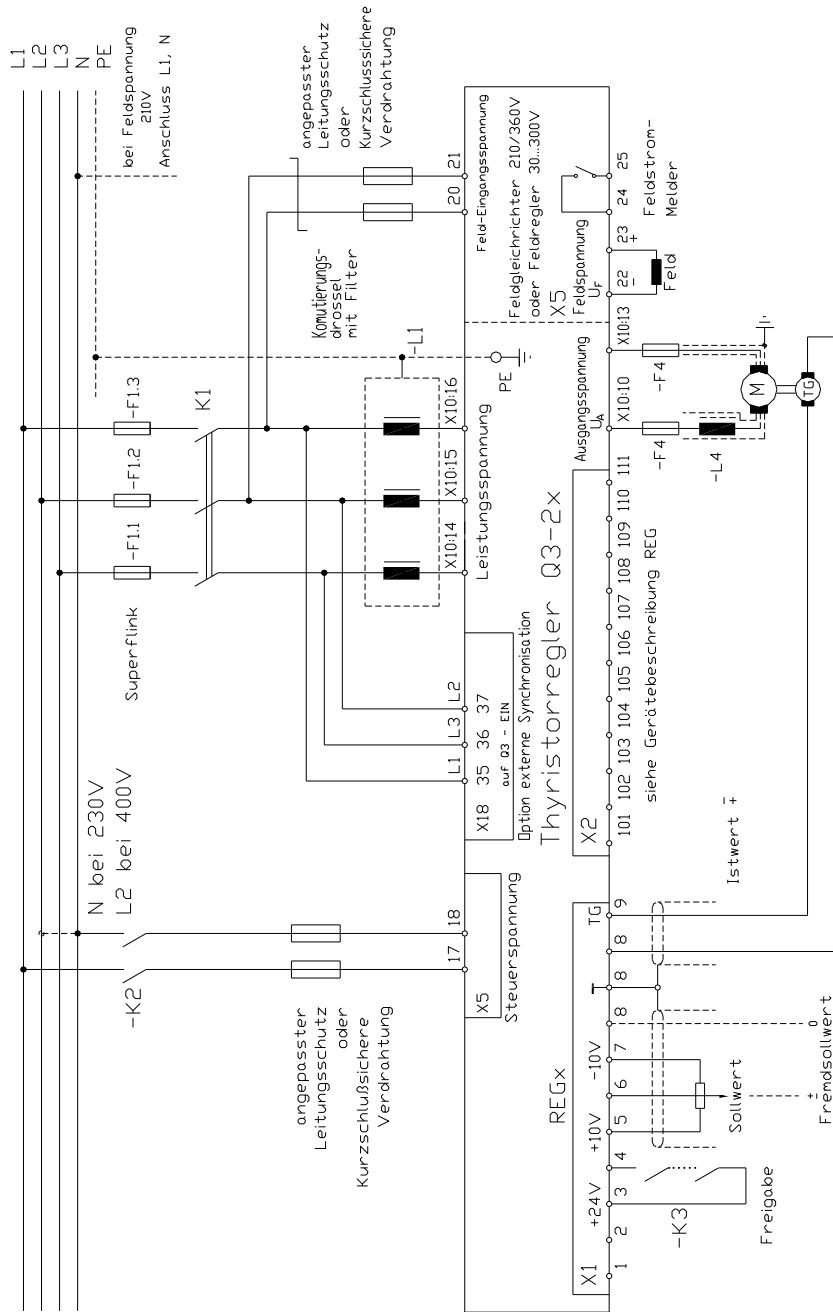 L1
L2
L3
N
PE
bei Feldspannung
210V
Anschluss L1, N
N bei 230V
L2 bei 400V
-K2
angepasster
Leitungsschutz
oder
Kurzschlußsichere
Verdrahtung
17
18
X5
Steuerspannung
Superflink
-F1.1
-F1.2
-F1.3
K1
L1
L3
L2
35
36
37
X18
auf Q3 - EIN
Option externe Synchronisation
Komutierungs-
drossel
mit Filter
-L1
X10:14
X10:15
X10:16
Leistungsspannung
PE
angepasster
Leitungsschutz
oder
Kurzschlusssichere
Verdrahtung
20
21
Feld-Eingangsspannung
Feldgleichrichter 210/360V
oder Feldregler 30...300V
X5
Thyristorregler Q3-2x
REGx
X1
+24V
+10V
-10V
TG
1
2
3
4
5
6
7
8
8
8
9
X2
101
102
103
104
105
106
107
108
109
110
111
siehe Gerätebeschreibung REG
Ausgangsspannung
UA
X10:10
X10:13
Feldspannung
UF
22
23
24
25
-
+
Feld
Feldstrom-
Melder
-K3
Freigabe
Sollwert
±
0
Fremdsollwert
Istwert ∓
-F4
-F4
-L4
M
TG